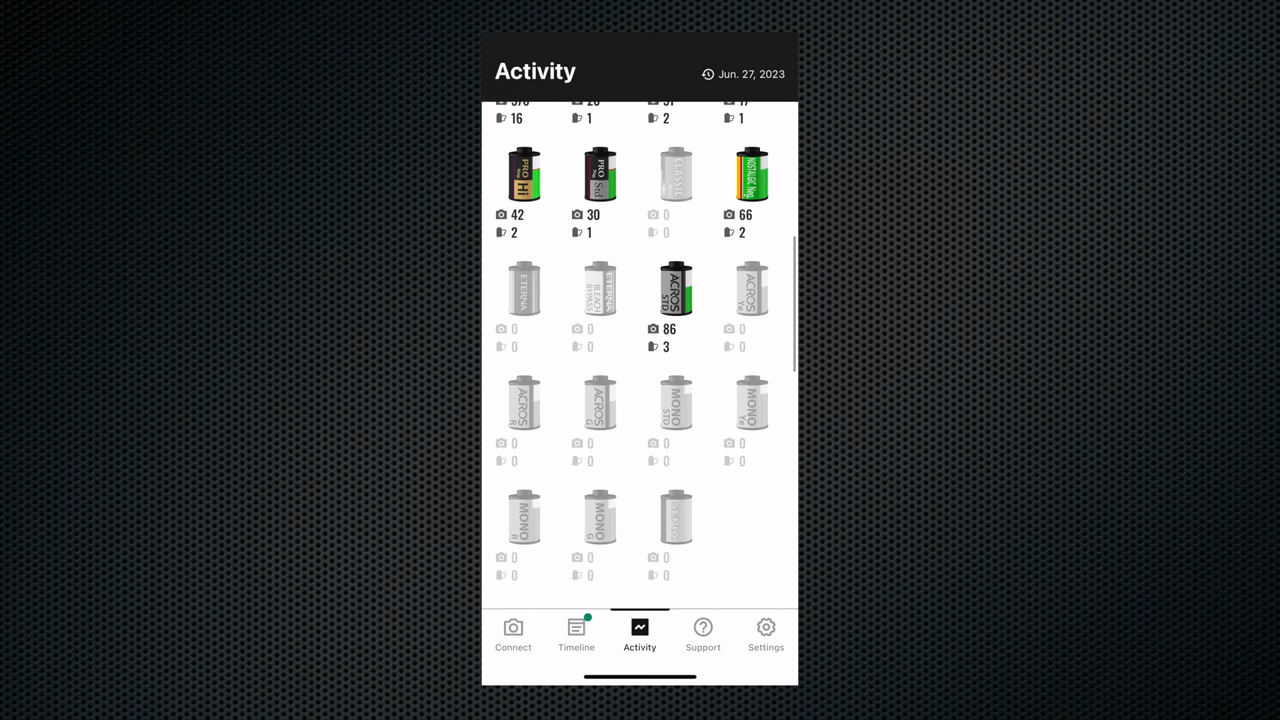 Activity
Jun. 27, 2023
16
1
2
1
PRO Neg. Hi
PRO Neg. Std
CLASSIC
NOSTALGIC Neg.
42
30
0
66
2
1
0
2
ETERNA
ETERNA BLEACH BYPASS
ACROS STD
ACROS Ye
0
0
86
0
0
0
3
0
ACROS R
ACROS G
MONO STD
MONO Ye
0
0
0
0
0
0
0
0
MONO R
MONO G
SEPIA
0
0
0
0
0
0
Connect
Timeline
Activity
Support
Settings